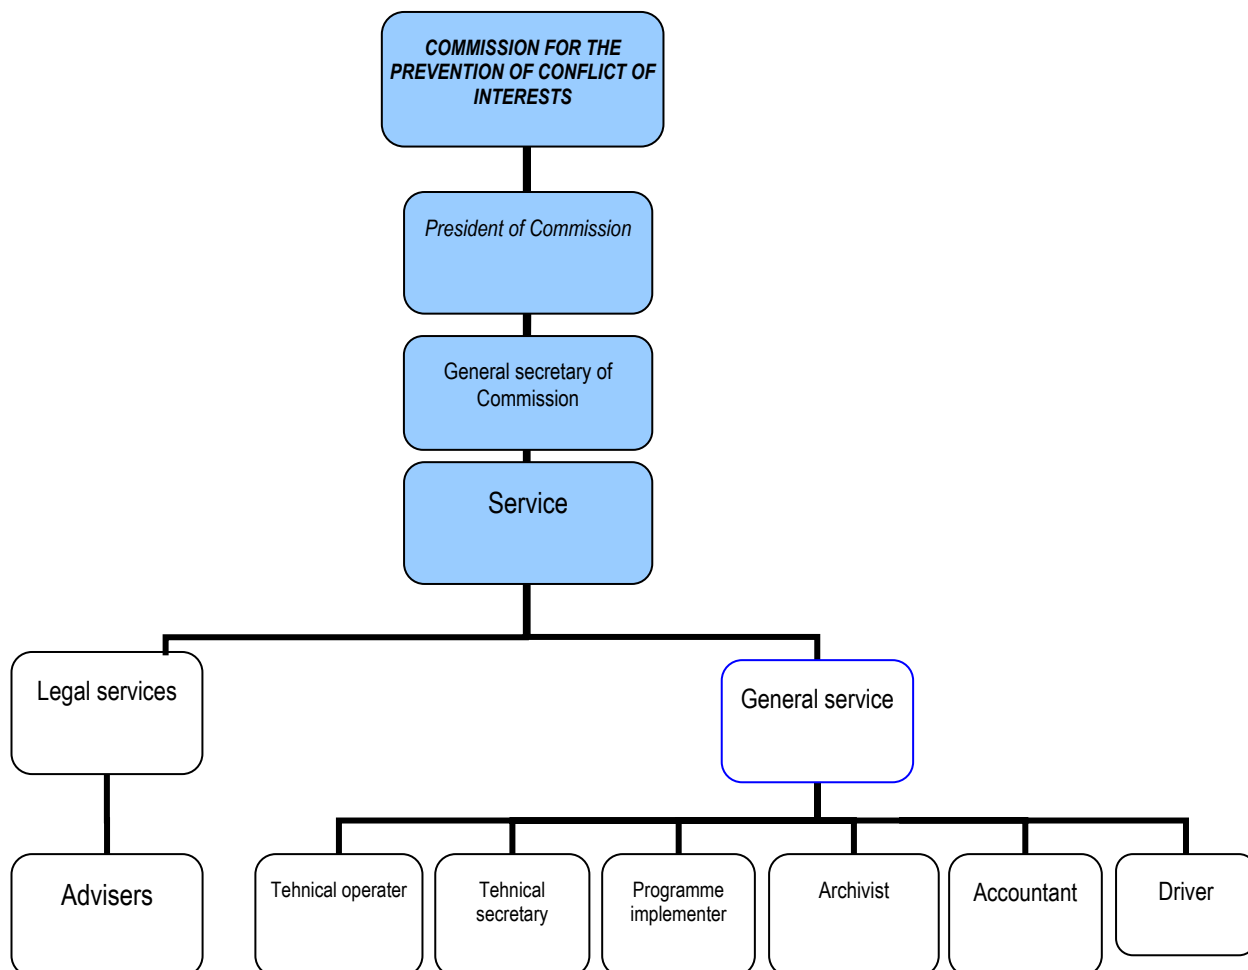 COMMISSION FOR THE
PREVENTION OF CONFLICT OF
INTERESTS
President of Commission
General secretary of
Commission
Service
Legal services
General service
Advisers
Tehnical operater
Tehnical
secretary
Programme
implementer
Archivist
Accountant
Driver